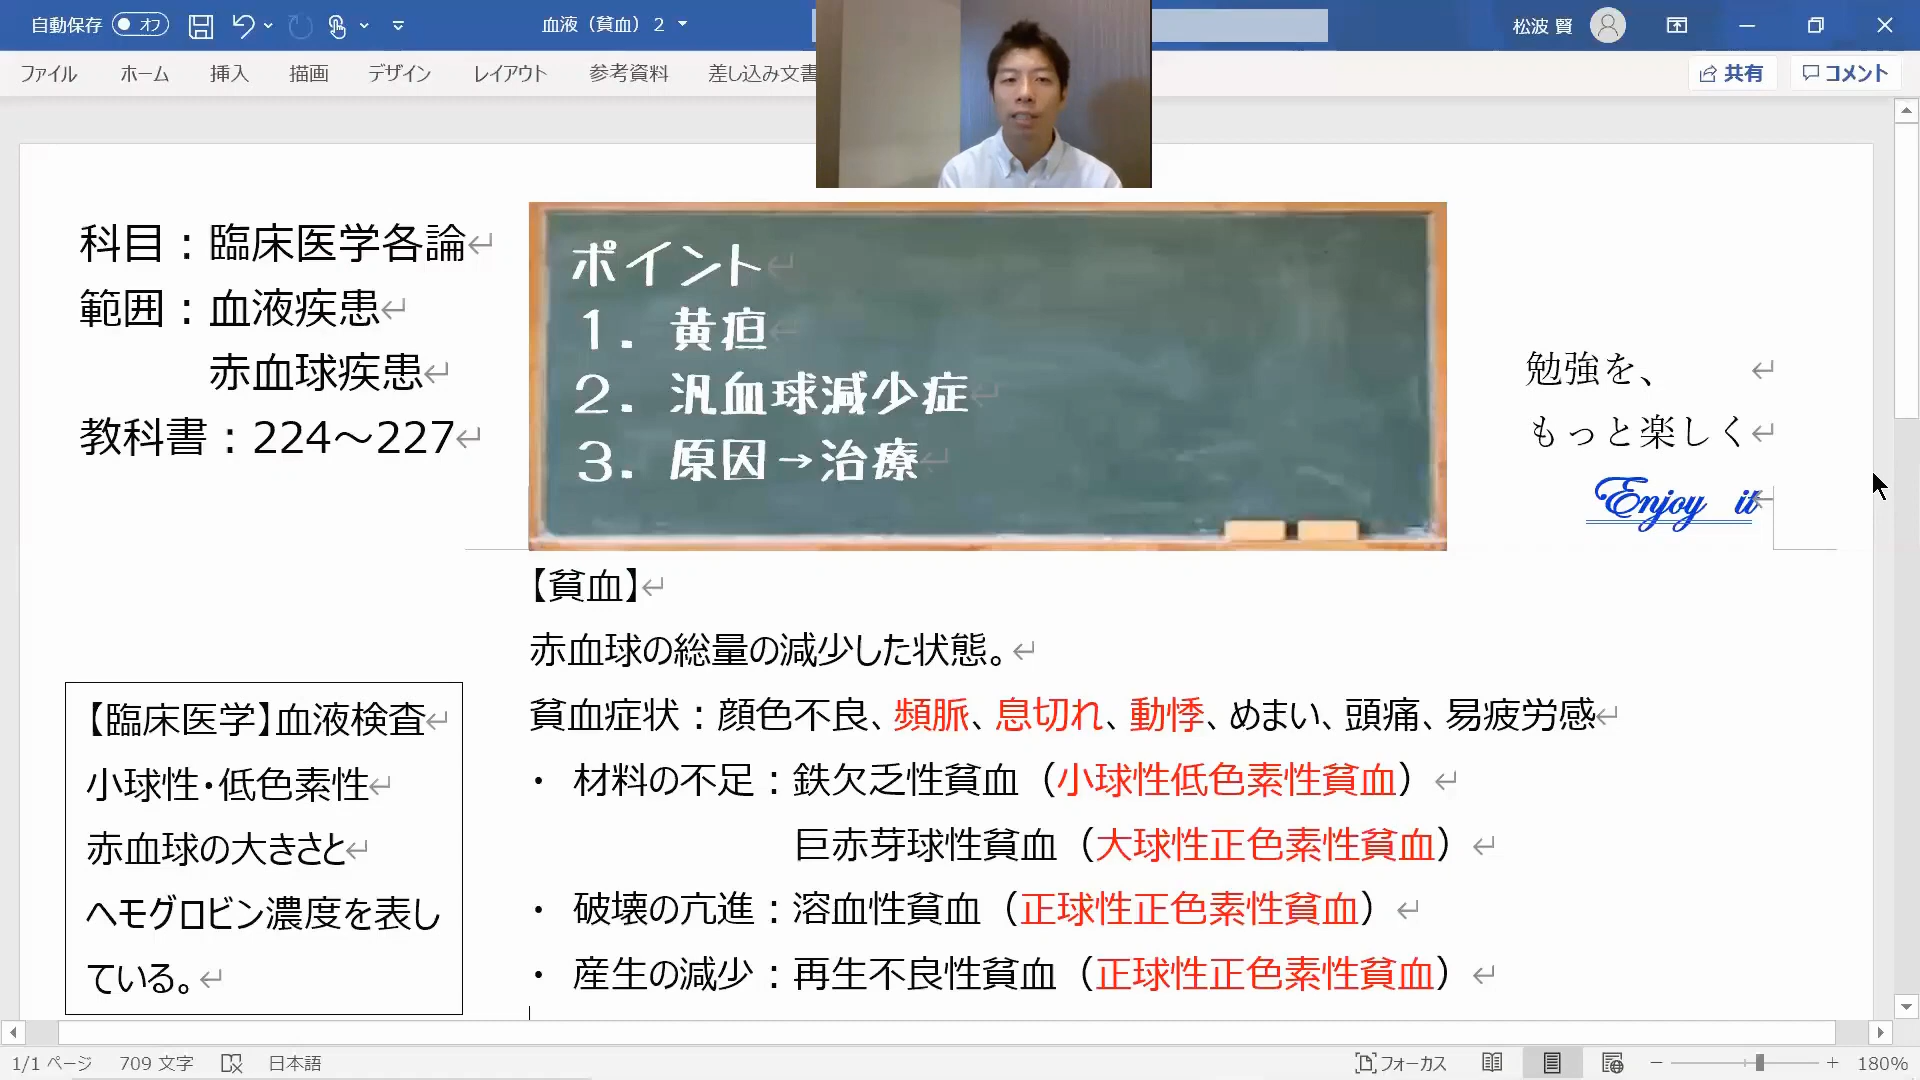 自動保存 オフ 血液（貧血）2 松波 賢
ファイル ホーム 挿入 描画 デザイン レイアウト 参考資料 差し込み文書 共有 コメント
科目：臨床医学各論
範囲：血液疾患
赤血球疾患
教科書：224～227
ポイント
１．黄疸
２．汎血球減少症
３．原因→治療
勉強を、
もっと楽しく
Enjoy it
【臨床医学】血液検査
小球性・低色素性
赤血球の大きさと
ヘモグロビン濃度を表し
ている。
【貧血】
赤血球の総量の減少した状態。
貧血症状：顔色不良、頻脈、息切れ、動悸、めまい、頭痛、易疲労感
・ 材料の不足：鉄欠乏性貧血（小球性低色素性貧血）
巨赤芽球性貧血（大球性正色素性貧血）
・ 破壊の亢進：溶血性貧血（正球性正色素性貧血）
・ 産生の減少：再生不良性貧血（正球性正色素性貧血）
1/1 ページ 709 文字 日本語 フォーカス 180%